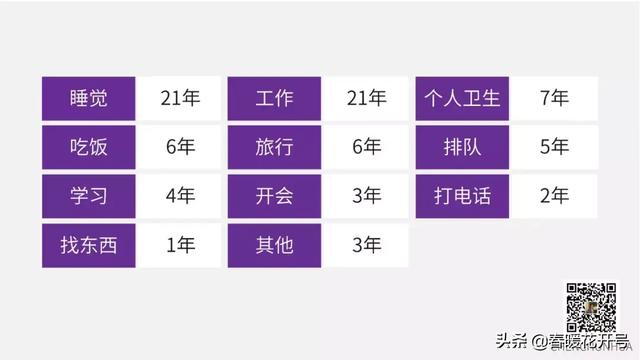 睡觉 21年 工作 21年 个人卫生 7年
吃饭 6年 旅行 6年 排队 5年
学习 4年 开会 3年 打电话 2年
找东西 1年 其他 3年
头条 @春暖花开号